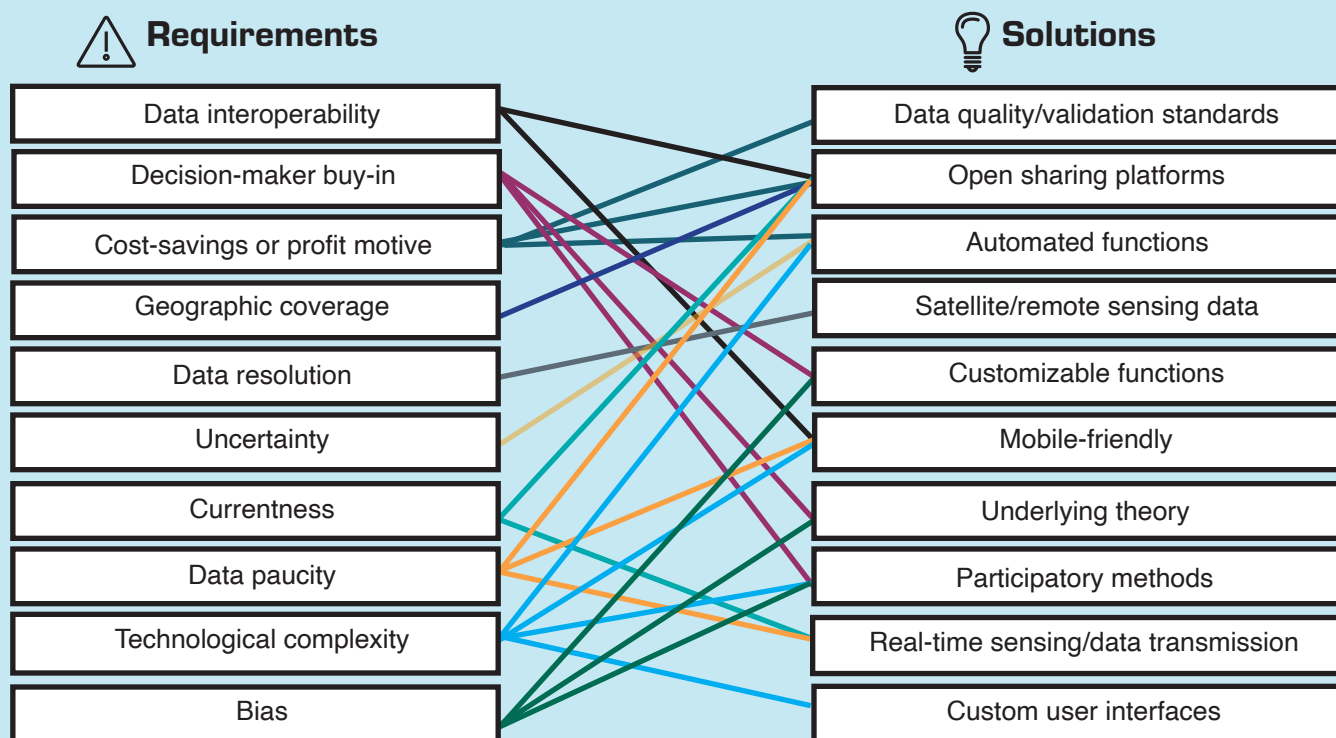 Requirements
Data interoperability
Decision-maker buy-in
Cost-savings or profit motive
Geographic coverage
Data resolution
Uncertainty
Currentness
Data paucity
Technological complexity
Bias
Solutions
Data quality/validation standards
Open sharing platforms
Automated functions
Satellite/remote sensing data
Customizable functions
Mobile-friendly
Underlying theory
Participatory methods
Real-time sensing/data transmission
Custom user interfaces